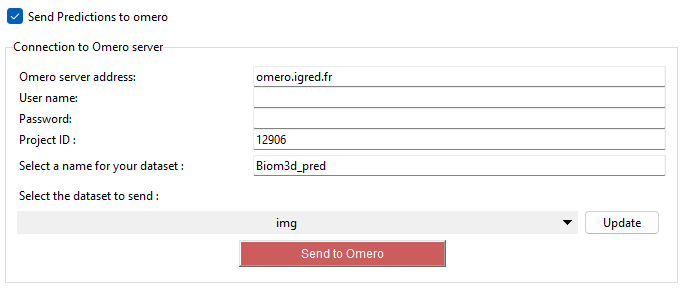 Send Predictions to omero
Connection to Omero server
Omero server address: omero.igred.fr
User name:
Password:
Project ID : 12906
Select a name for your dataset : Biom3d_pred
Select the dataset to send :
img Update
Send to Omero